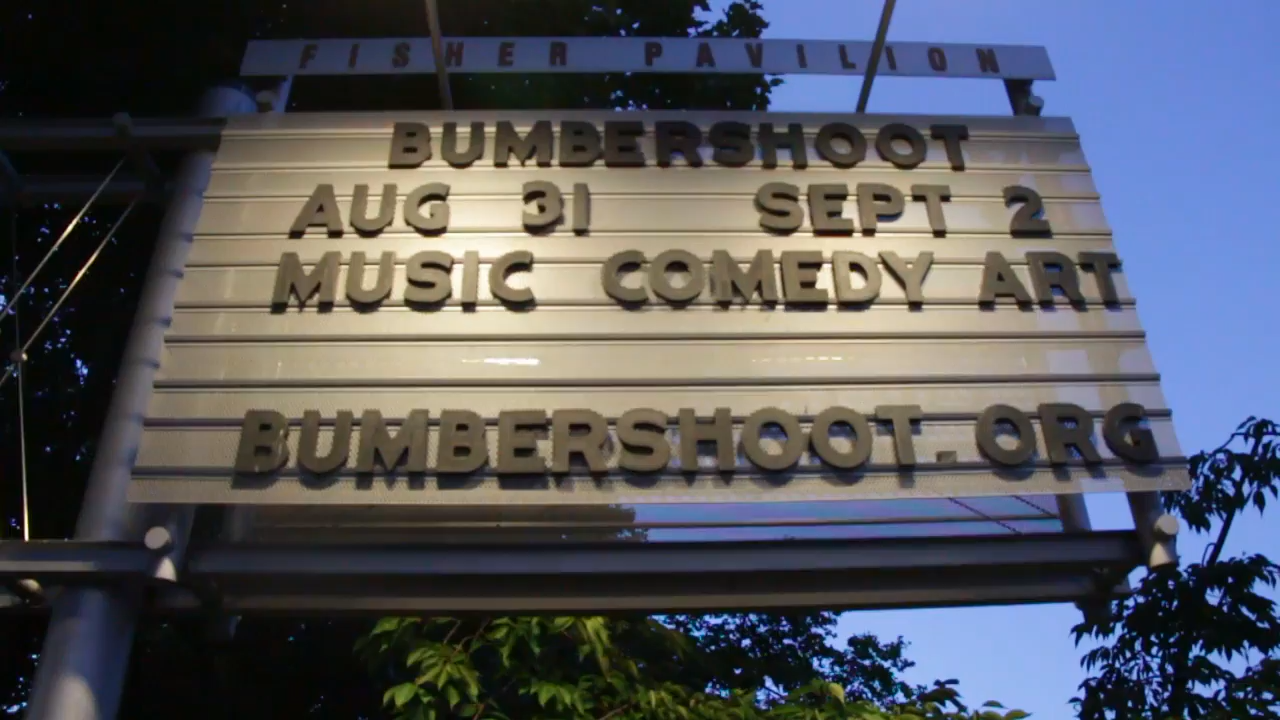 FISHER PAVILION
BUMBERSHOOT
AUG 31 SEPT 2
MUSIC COMEDY ART
BUMBERSHOOT.ORG